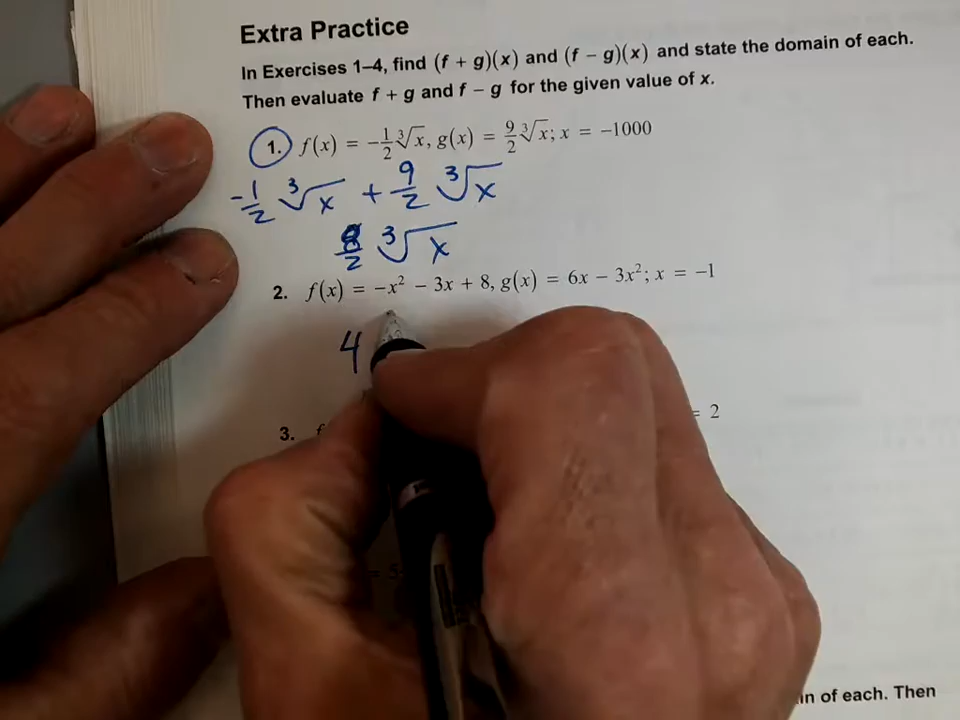 Extra Practice
In Exercises 1–4, find (f + g)(x) and (f − g)(x) and state the domain of each.
Then evaluate f + g and f − g for the given value of x.
1. f(x) = −1/2 ∛x, g(x) = 9/2 ∛x; x = −1000
−1/2 ∛x + 9/2 ∛x
8/2 ∛x
2. f(x) = −x² − 3x + 8, g(x) = 6x − 3x²; x = −1
4
3. f = 2
= 5
in of each. Then